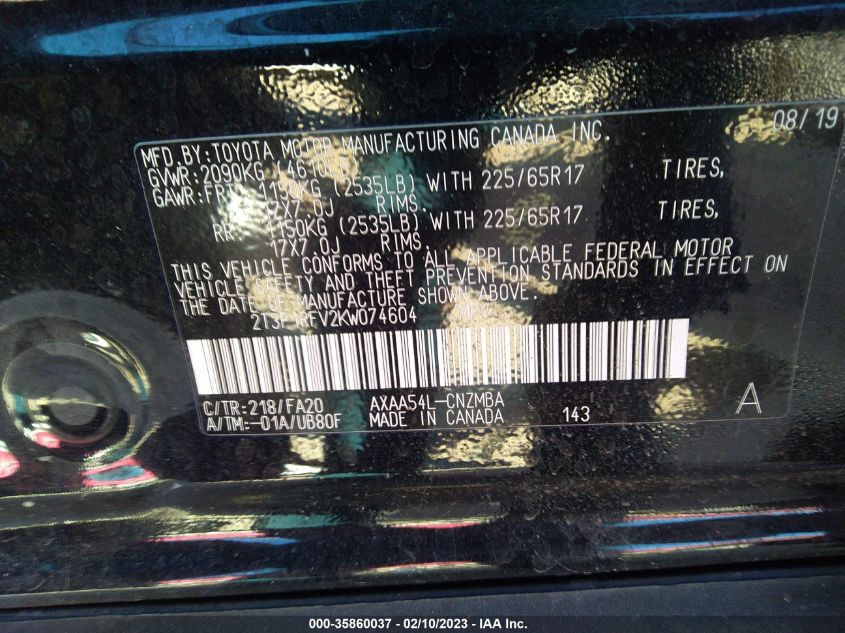 08/19
MFD.BY:TOYOTA MOTOR MANUFACTURING CANADA INC.
GVWR:2090KG
GAWR:FRT. 1150KG (2535LB) WITH 225/65R17 TIRES,
17X7.0J RIMS.
RR. 1150KG (2535LB) WITH 225/65R17 TIRES,
17X7.0J RIMS.
THIS VEHICLE CONFORMS TO ALL APPLICABLE FEDERAL MOTOR
VEHICLE SAFETY AND THEFT PREVENTION STANDARDS IN EFFECT ON
THE DATE OF MANUFACTURE SHOWN ABOVE.
C/TR:218/FA20 AXAA54L-CNZMBA
A/TM:-01A/UB80F MADE IN CANADA 143 A
000-35860037 - 02/10/2023 - IAA Inc.